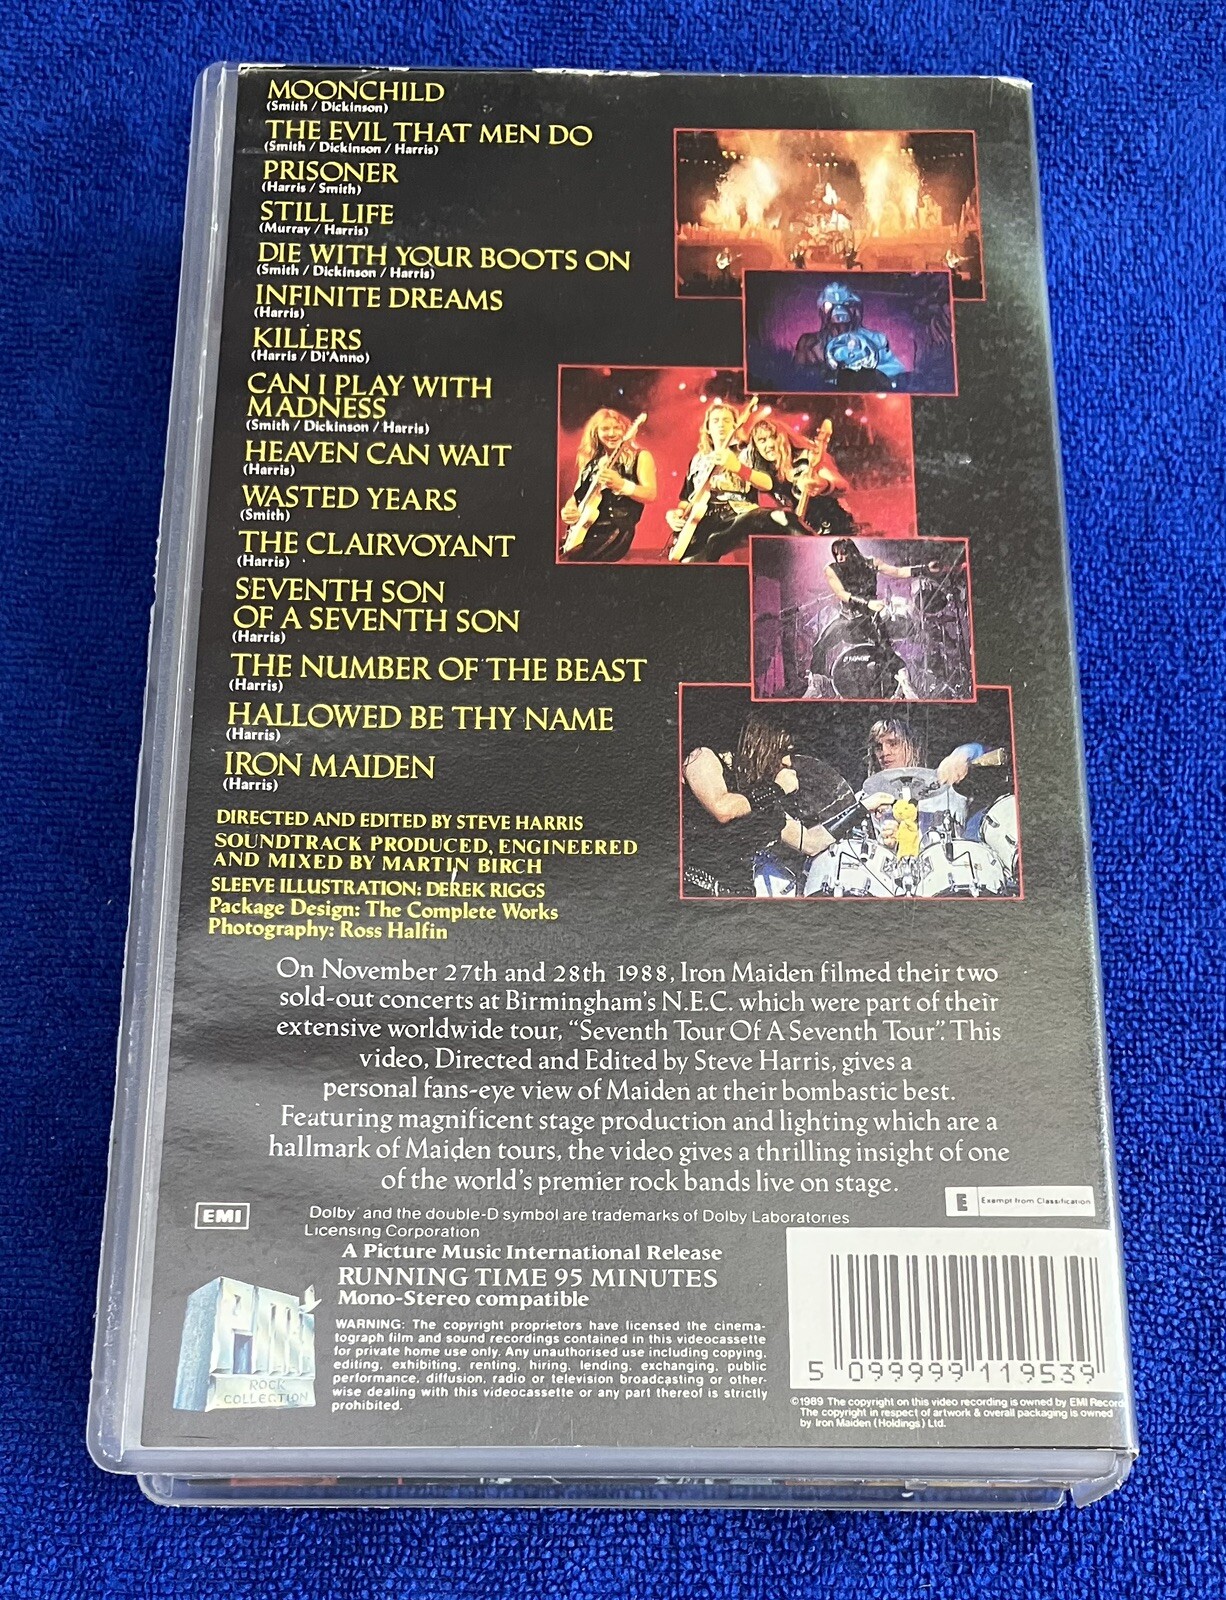 MOONCHILD
(Smith / Dickinson)
THE EVIL THAT MEN DO
(Smith / Dickinson / Harris)
PRISONER
(Harris / Smith)
STILL LIFE
(Murray / Harris)
DIE WITH YOUR BOOTS ON
(Smith / Dickinson / Harris)
INFINITE DREAMS
(Harris)
KILLERS
(Harris / Di'Anno)
CAN I PLAY WITH
MADNESS
(Smith / Dickinson / Harris)
HEAVEN CAN WAIT
(Harris)
WASTED YEARS
(Smith)
THE CLAIRVOYANT
(Harris)
SEVENTH SON
OF A SEVENTH SON
(Harris)
THE NUMBER OF THE BEAST
(Harris)
HALLOWED BE THY NAME
(Harris)
IRON MAIDEN
(Harris)
DIRECTED AND EDITED BY STEVE HARRIS
SOUNDTRACK PRODUCED, ENGINEERED
AND MIXED BY MARTIN BIRCH
SLEEVE ILLUSTRATION: DEREK RIGGS
Package Design: The Complete Works
Photography: Ross Halfin
On November 27th and 28th 1988, Iron Maiden filmed their two
sold-out concerts at Birmingham's N.E.C. which were part of their
extensive worldwide tour, "Seventh Tour Of A Seventh Tour". This
video, Directed and Edited by Steve Harris, gives a
personal fans-eye view of Maiden at their bombastic best.
Featuring magnificent stage production and lighting which are a
hallmark of Maiden tours, the video gives a thrilling insight of one
of the world's premier rock bands live on stage.
E Exempt from Classification
EMI
Dolby and the double-D symbol are trademarks of Dolby Laboratories
Licensing Corporation
A Picture Music International Release
RUNNING TIME 95 MINUTES
Mono-Stereo compatible
WARNING: The copyright proprietors have licensed the cinema-
tograph film and sound recordings contained in this videocassette
for private home use only. Any unauthorised use including copying,
editing, exhibiting, renting, hiring, lending, exchanging, public
performance, diffusion, radio or television broadcasting or other-
wise dealing with this videocassette or any part thereof is strictly
prohibited.
PMI
ROCK
COLLECTION
5 099999 119539
©1989 The copyright on this video recording is owned by EMI Record
The copyright in respect of artwork & overall packaging is owned
by Iron Maiden (Holdings) Ltd.